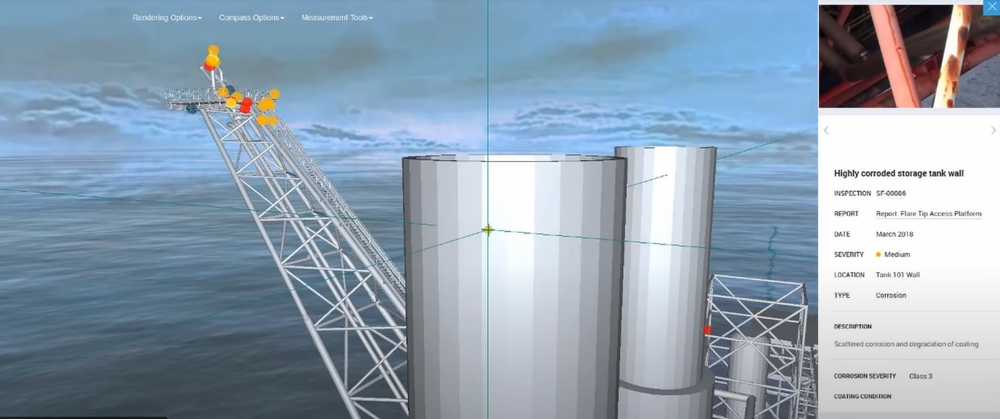 Rendering Options
Compass Options
Measurement Tools
Highly corroded storage tank wall
INSPECTION SF-00086
REPORT Report: Flare Tip Access Platform
DATE March 2018
SEVERITY Medium
LOCATION Tank 101 Wall
TYPE Corrosion
DESCRIPTION
Scattered corrosion and degradation of coating
CORROSION SEVERITY Class 3
COATING CONDITION